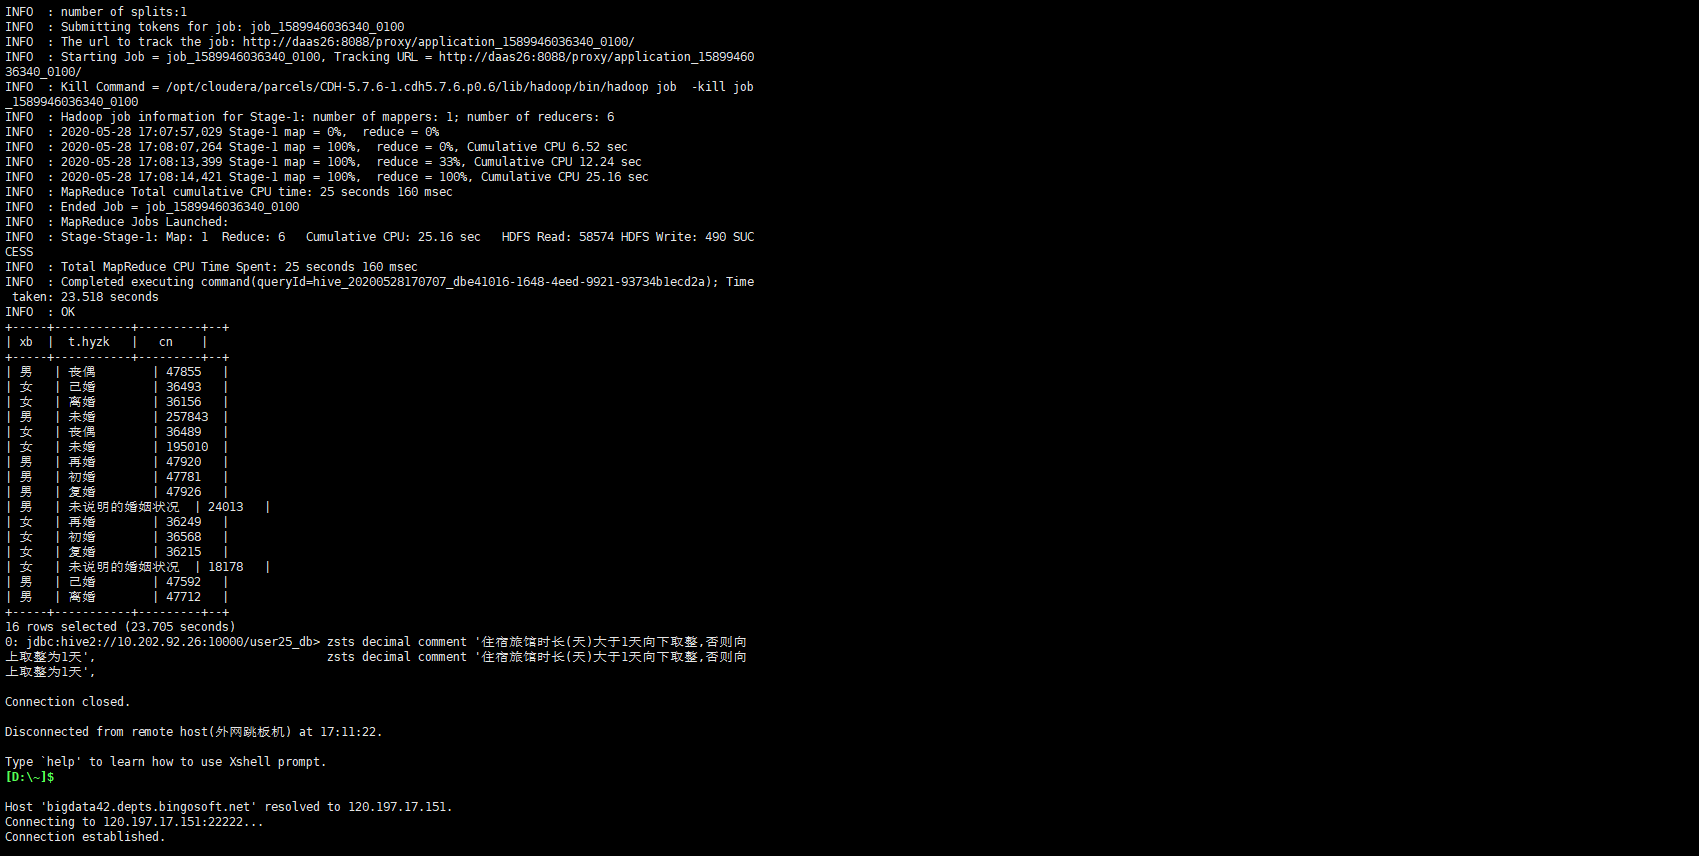 INFO  : number of splits:1
INFO  : Submitting tokens for job: job_1589946036340_0100
INFO  : The url to track the job: http://daas26:8088/proxy/application_1589946036340_0100/
INFO  : Starting Job = job_1589946036340_0100, Tracking URL = http://daas26:8088/proxy/application_15899460
36340_0100/
INFO  : Kill Command = /opt/cloudera/parcels/CDH-5.7.6-1.cdh5.7.6.p0.6/lib/hadoop/bin/hadoop job  -kill job
_1589946036340_0100
INFO  : Hadoop job information for Stage-1: number of mappers: 1; number of reducers: 6
INFO  : 2020-05-28 17:07:57,029 Stage-1 map = 0%,  reduce = 0%
INFO  : 2020-05-28 17:08:07,264 Stage-1 map = 100%,  reduce = 0%, Cumulative CPU 6.52 sec
INFO  : 2020-05-28 17:08:13,399 Stage-1 map = 100%,  reduce = 33%, Cumulative CPU 12.24 sec
INFO  : 2020-05-28 17:08:14,421 Stage-1 map = 100%,  reduce = 100%, Cumulative CPU 25.16 sec
INFO  : MapReduce Total cumulative CPU time: 25 seconds 160 msec
INFO  : Ended Job = job_1589946036340_0100
INFO  : MapReduce Jobs Launched:
INFO  : Stage-Stage-1: Map: 1  Reduce: 6   Cumulative CPU: 25.16 sec   HDFS Read: 58574 HDFS Write: 490 SUC
CESS
INFO  : Total MapReduce CPU Time Spent: 25 seconds 160 msec
INFO  : Completed executing command(queryId=hive_20200528170707_dbe41016-1648-4eed-9921-93734b1ecd2a); Time
 taken: 23.518 seconds
INFO  : OK
+-----+-----------+---------+--+
| xb  |  t.hyzk   |   cn    |
+-----+-----------+---------+--+
| 男   | 丧偶        | 47855   |
| 女   | 已婚        | 36493   |
| 女   | 离婚        | 36156   |
| 男   | 未婚        | 257843  |
| 女   | 丧偶        | 36489   |
| 女   | 未婚        | 195010  |
| 男   | 再婚        | 47920   |
| 男   | 初婚        | 47781   |
| 男   | 复婚        | 47926   |
| 男   | 未说明的婚姻状况  | 24013   |
| 女   | 再婚        | 36249   |
| 女   | 初婚        | 36568   |
| 女   | 复婚        | 36215   |
| 女   | 未说明的婚姻状况  | 18178   |
| 男   | 已婚        | 47592   |
| 男   | 离婚        | 47712   |
+-----+-----------+---------+--+
16 rows selected (23.705 seconds)
0: jdbc:hive2://10.202.92.26:10000/user25_db> zsts decimal comment '住宿旅馆时长(天)大于1天向下取整,否则向
上取整为1天',                                 zsts decimal comment '住宿旅馆时长(天)大于1天向下取整,否则向
上取整为1天',
Connection closed.
Disconnected from remote host(外网跳板机) at 17:11:22.
Type `help' to learn how to use Xshell prompt.
[D:\~]$
Host 'bigdata42.depts.bingosoft.net' resolved to 120.197.17.151.
Connecting to 120.197.17.151:22222...
Connection established.